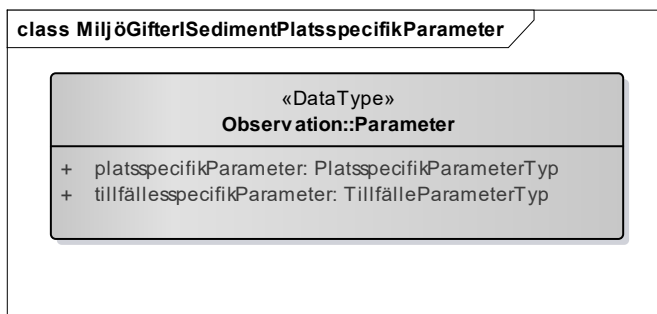 class MiljöGifterISedimentPlatsspecifikParameter
«DataType»
Observation::Parameter
+ platsspecifikParameter: PlatsspecifikParameterTyp
+ tillfällesspecifikParameter: TillfälleParameterTyp